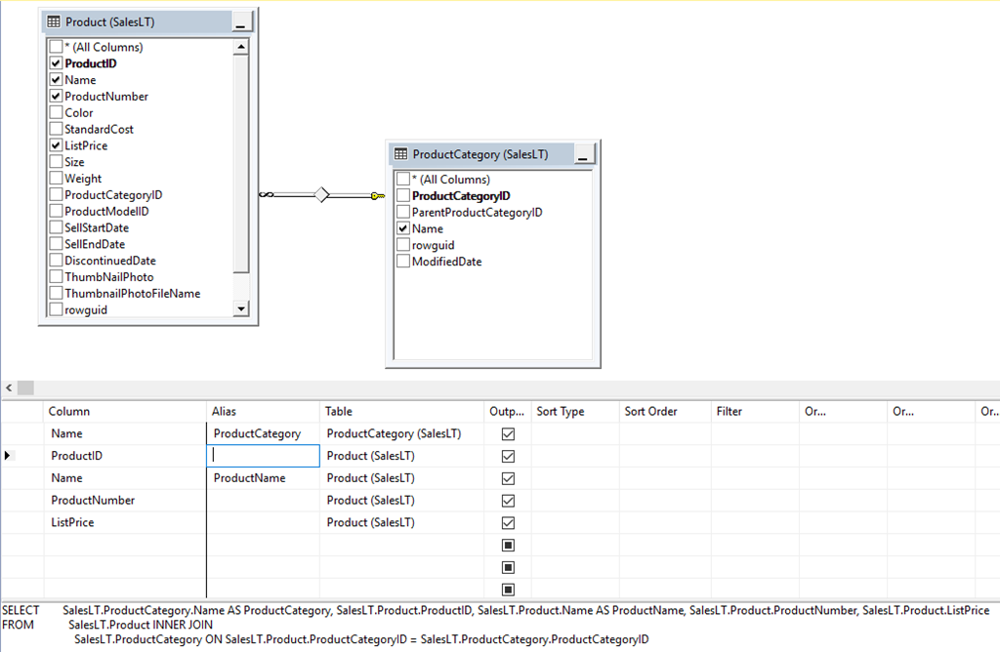 Product (SalesLT)
* (All Columns)
ProductID
Name
ProductNumber
Color
StandardCost
ListPrice
Size
Weight
ProductCategoryID
ProductModelID
SellStartDate
SellEndDate
DiscontinuedDate
ThumbNailPhoto
ThumbnailPhotoFileName
rowguid
ProductCategory (SalesLT)
* (All Columns)
ProductCategoryID
ParentProductCategoryID
Name
rowguid
ModifiedDate
Column Alias Table Outp... Sort Type Sort Order Filter Or... Or... Or...
Name ProductCategory ProductCategory (SalesLT)
ProductID Product (SalesLT)
Name ProductName Product (SalesLT)
ProductNumber Product (SalesLT)
ListPrice Product (SalesLT)
SELECT SalesLT.ProductCategory.Name AS ProductCategory, SalesLT.Product.ProductID, SalesLT.Product.Name AS ProductName, SalesLT.Product.ProductNumber, SalesLT.Product.ListPrice
FROM SalesLT.Product INNER JOIN
SalesLT.ProductCategory ON SalesLT.Product.ProductCategoryID = SalesLT.ProductCategory.ProductCategoryID